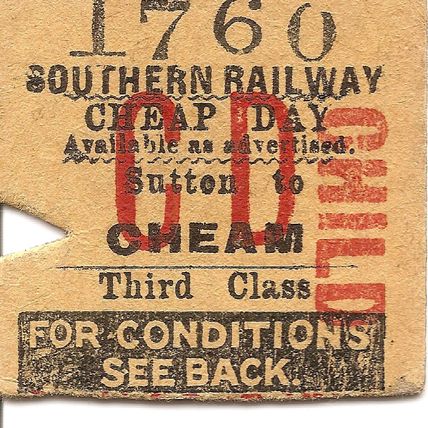 1760
SOUTHERN RAILWAY
CHEAP DAY
Available as advertised.
Sutton to
CHEAM
Third Class
FOR CONDITIONS
SEE BACK.
CD
CHILD